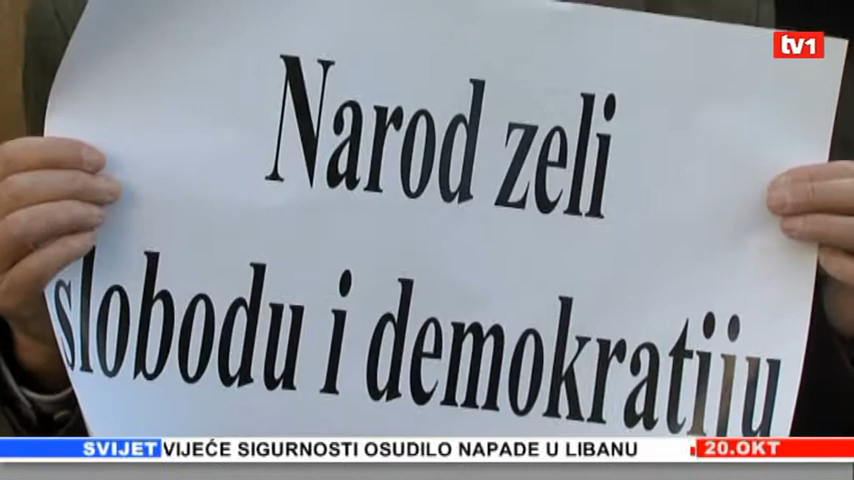 tv1
Narod zeli
slobodu i demokratiju
SVIJET VIJEĆE SIGURNOSTI OSUDILO NAPADE U LIBANU 20.OKT